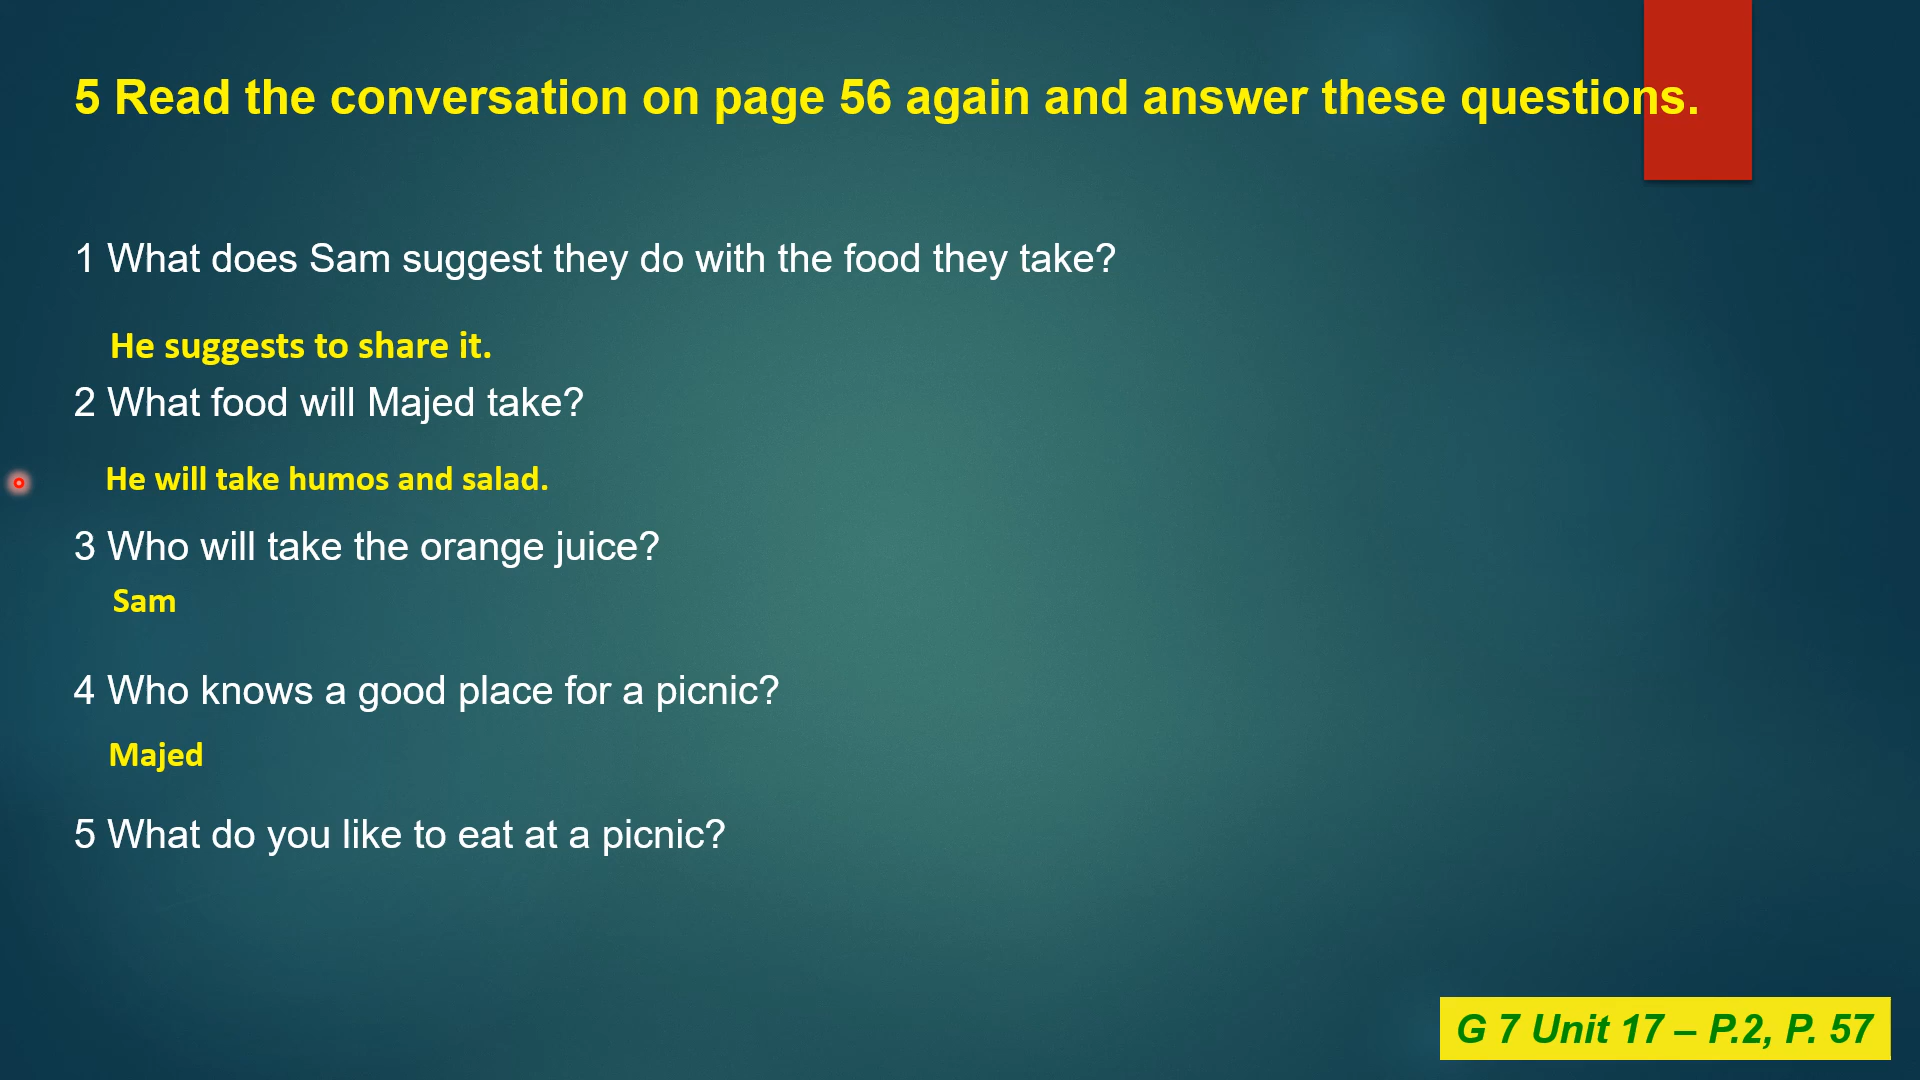 5 Read the conversation on page 56 again and answer these questions.
1 What does Sam suggest they do with the food they take?
He suggests to share it.
2 What food will Majed take?
He will take humos and salad.
3 Who will take the orange juice?
Sam
4 Who knows a good place for a picnic?
Majed
5 What do you like to eat at a picnic?
G 7 Unit 17 – P.2, P. 57